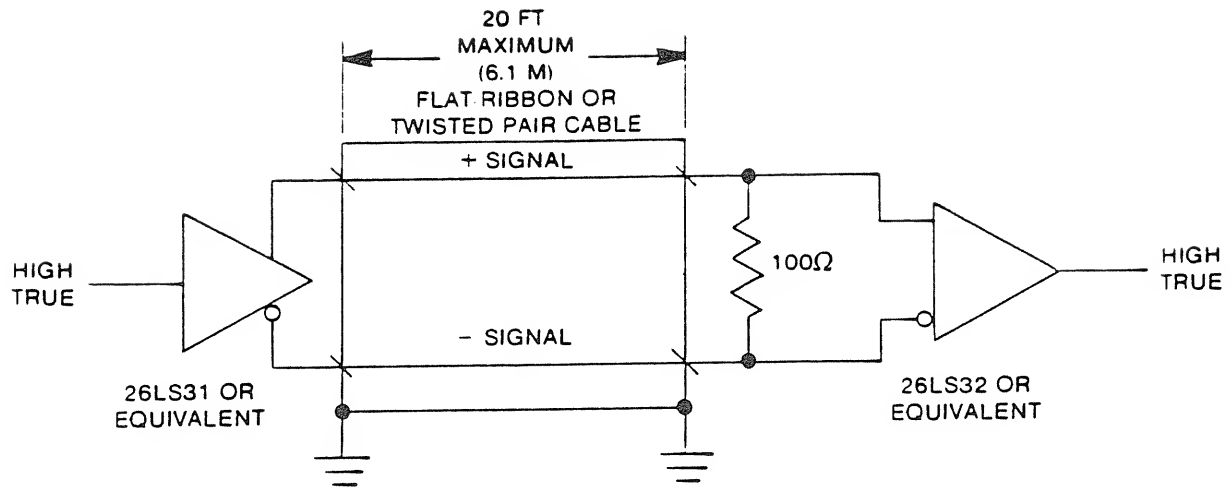 20 FT
MAXIMUM
(6.1 M)
FLAT RIBBON OR
TWISTED PAIR CABLE
+ SIGNAL
HIGH
TRUE
100Ω
HIGH
TRUE
- SIGNAL
26LS31 OR
EQUIVALENT
26LS32 OR
EQUIVALENT